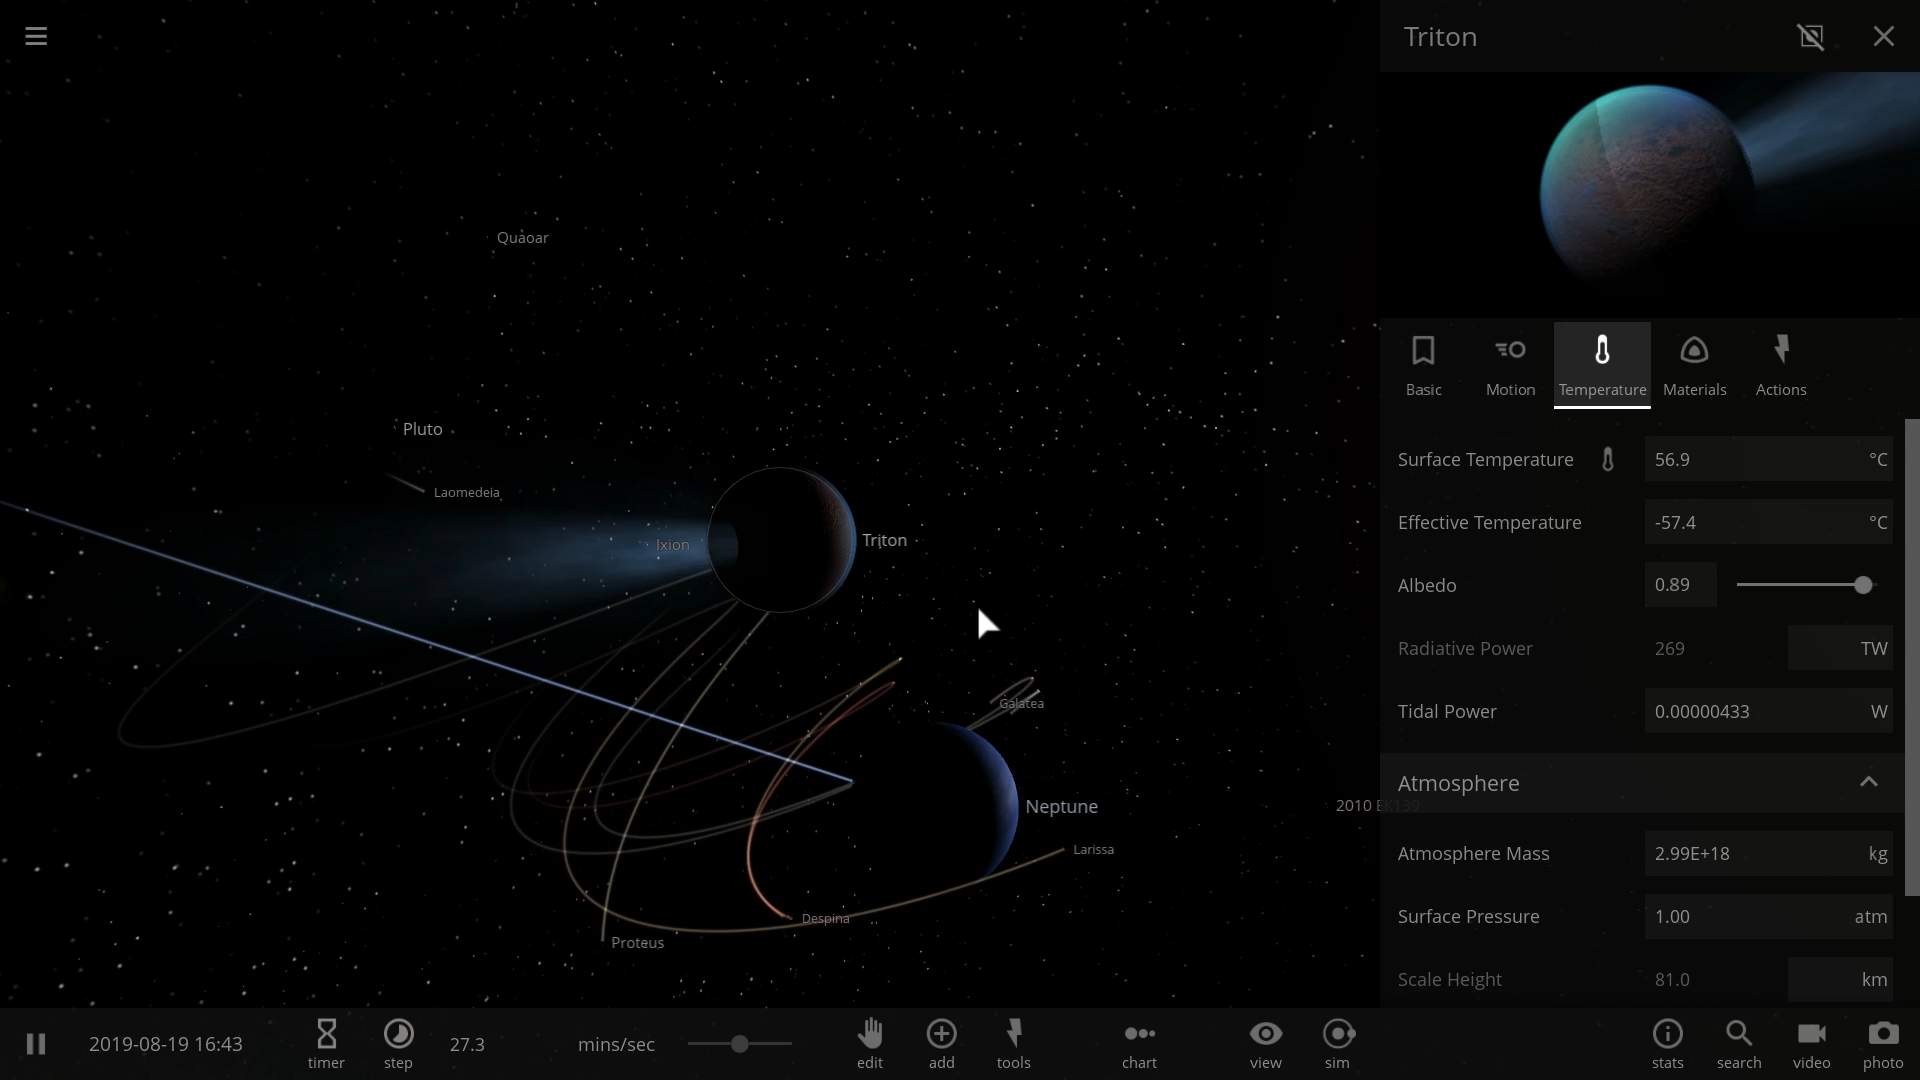 Triton
Quaoar
Pluto
Laomedeia
Ixion
Triton
Galatea
Neptune
2010 EK139
Larissa
Despina
Proteus
Basic
Motion
Temperature
Materials
Actions
Surface Temperature 56.9 °C
Effective Temperature -57.4 °C
Albedo 0.89
Radiative Power 269 TW
Tidal Power 0.00000433 W
Atmosphere
Atmosphere Mass 2.99E+18 kg
Surface Pressure 1.00 atm
Scale Height 81.0 km
2019-08-19 16:43
timer
step
27.3
mins/sec
edit
add
tools
chart
view
sim
stats
search
video
photo